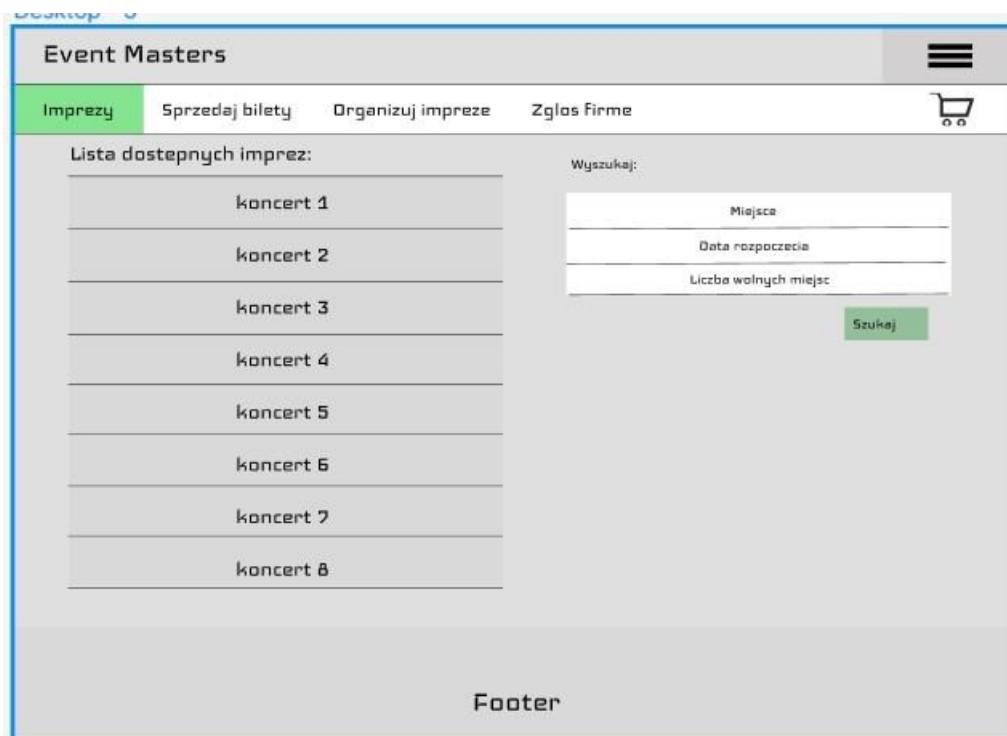 Event Masters
Imprezy Sprzedaj bilety Organizuj impreze Zglos firme
Lista dostepnych imprez:
koncert 1
koncert 2
koncert 3
koncert 4
koncert 5
koncert 6
koncert 7
koncert 8
Wyszukaj:
Miejsce
Data rozpoczecia
Liczba wolnych miejsc
Szukaj
Footer